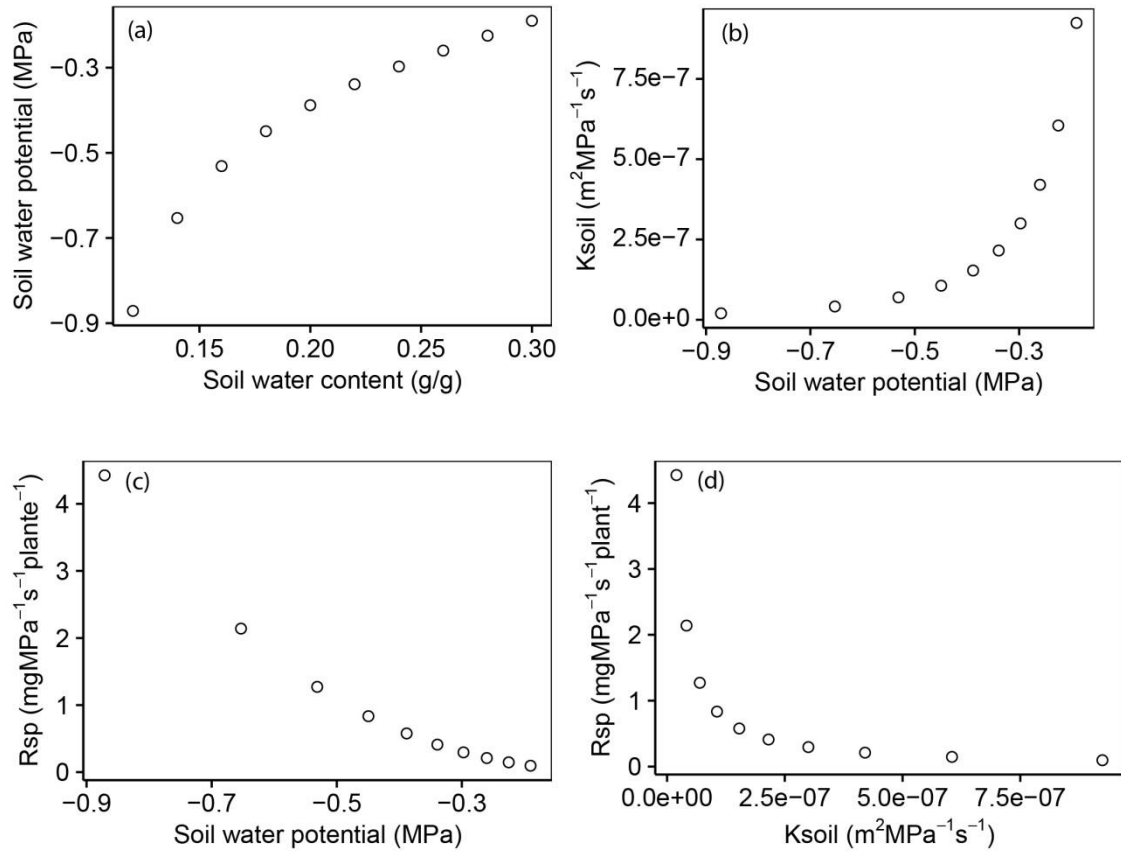 (a)
Soil water potential (MPa)
−0.3
−0.5
−0.7
−0.9
0.15 0.20 0.25 0.30
Soil water content (g/g)
(b)
Ksoil (m²MPa⁻¹s⁻¹)
7.5e−7
5.0e−7
2.5e−7
0.0e+0
−0.9 −0.7 −0.5 −0.3
Soil water potential (MPa)
(c)
Rsp (mgMPa⁻¹s⁻¹plante⁻¹)
4
3
2
1
0
−0.9 −0.7 −0.5 −0.3
Soil water potential (MPa)
(d)
Rsp (mgMPa⁻¹s⁻¹plant⁻¹)
4
3
2
1
0
0.0e+00 2.5e−07 5.0e−07 7.5e−07
Ksoil (m²MPa⁻¹s⁻¹)